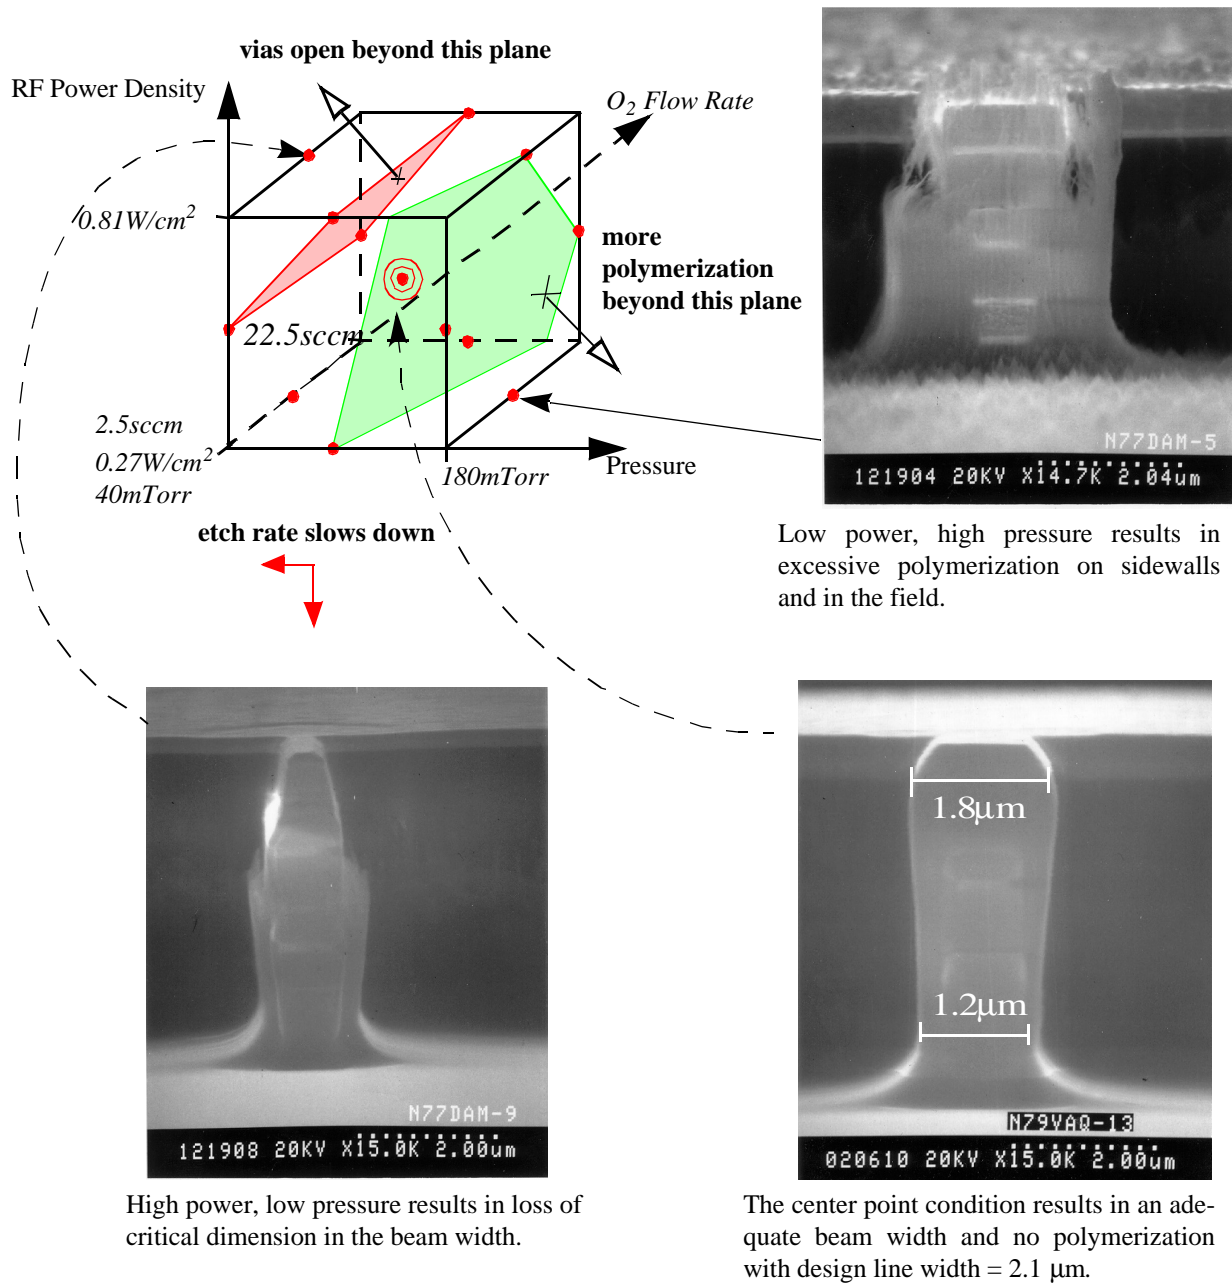 vias open beyond this plane
RF Power Density
O2 Flow Rate
0.81W/cm2
more
polymerization
beyond this plane
22.5sccm
2.5sccm
0.27W/cm2
40mTorr
180mTorr
Pressure
etch rate slows down
N77DAM-5
121904 20KV X14.7K 2.04um
Low power, high pressure results in
excessive polymerization on sidewalls
and in the field.
N77DAM-9
121908 20KV X15.0K 2.00um
High power, low pressure results in loss of
critical dimension in the beam width.
1.8μm
1.2μm
N79VAQ-13
020610 20KV X15.0K 2.00um
The center point condition results in an ade-
quate beam width and no polymerization
with design line width = 2.1 μm.